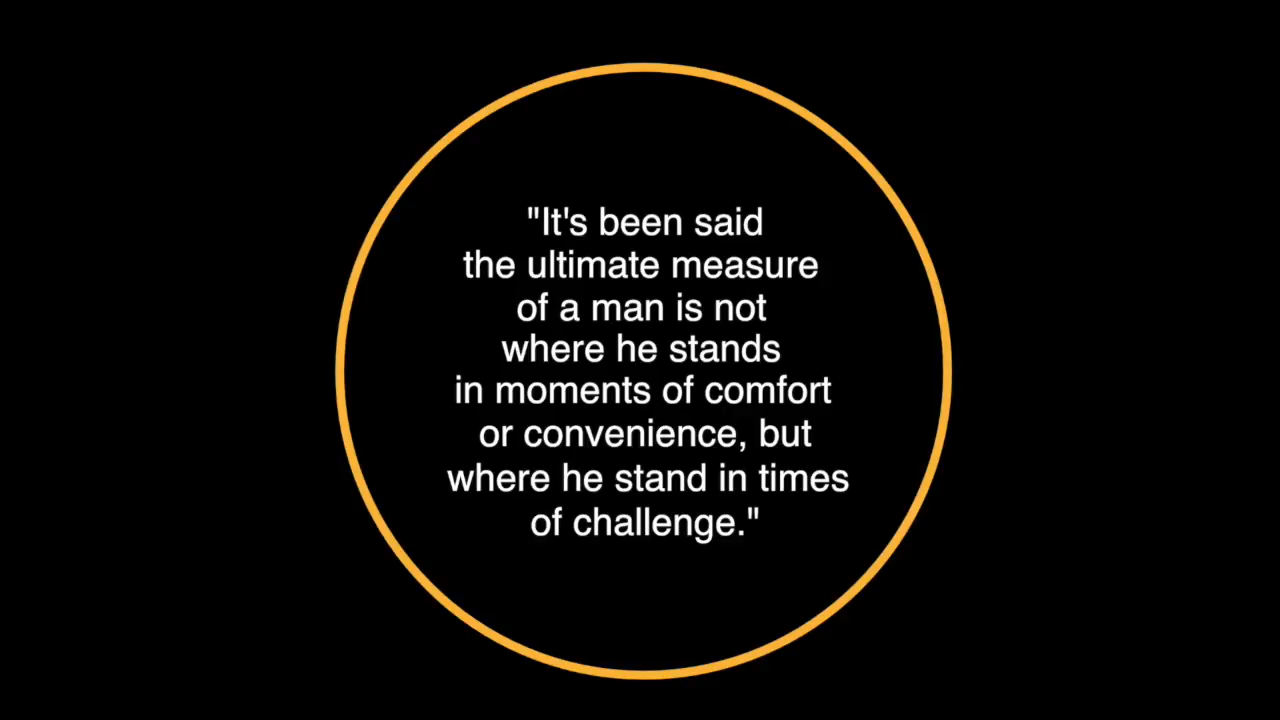 "It's been said
the ultimate measure
of a man is not
where he stands
in moments of comfort
or convenience, but
where he stand in times
of challenge."